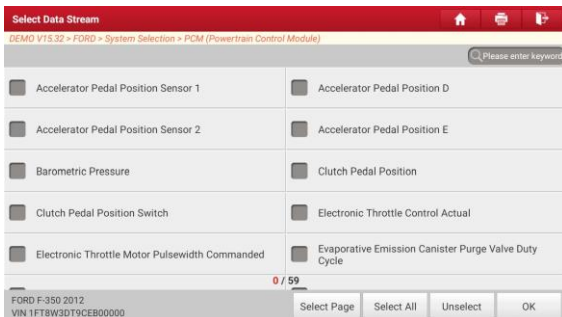 Select Data Stream
DEMO V15.32 > FORD > System Selection > PCM (Powertrain Control Module)
Please enter keyword
Accelerator Pedal Position Sensor 1
Accelerator Pedal Position D
Accelerator Pedal Position Sensor 2
Accelerator Pedal Position E
Barometric Pressure
Clutch Pedal Position
Clutch Pedal Position Switch
Electronic Throttle Control Actual
Electronic Throttle Motor Pulsewidth Commanded
Evaporative Emission Canister Purge Valve Duty
Cycle
0 / 59
FORD F-350 2012
VIN 1FT8W3DT9CEB00000
Select Page
Select All
Unselect
OK